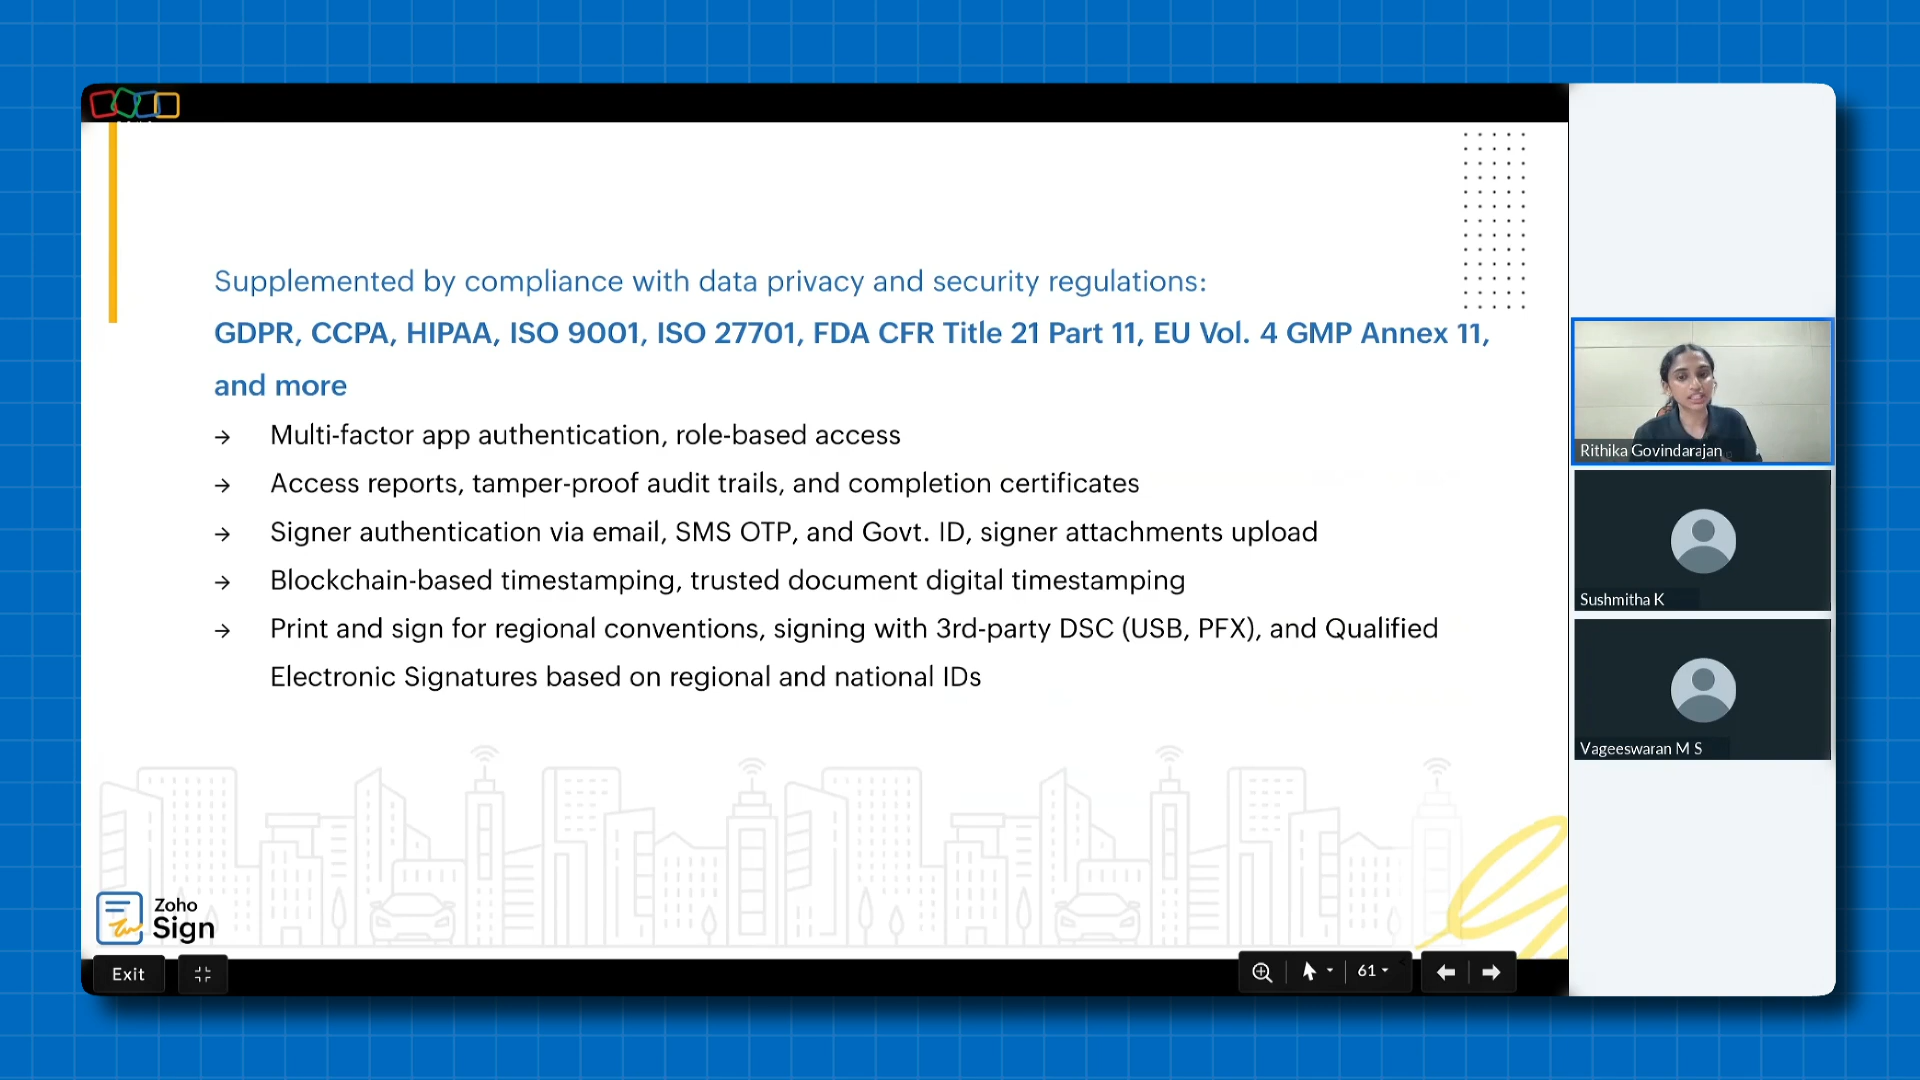 Supplemented by compliance with data privacy and security regulations:
GDPR, CCPA, HIPAA, ISO 9001, ISO 27701, FDA CFR Title 21 Part 11, EU Vol. 4 GMP Annex 11,
and more
→ Multi-factor app authentication, role-based access
→ Access reports, tamper-proof audit trails, and completion certificates
→ Signer authentication via email, SMS OTP, and Govt. ID, signer attachments upload
→ Blockchain-based timestamping, trusted document digital timestamping
→ Print and sign for regional conventions, signing with 3rd-party DSC (USB, PFX), and Qualified
Electronic Signatures based on regional and national IDs
Zoho
Sign
Exit
61
Rithika Govindarajan
Sushmitha K
Vageeswaran M S